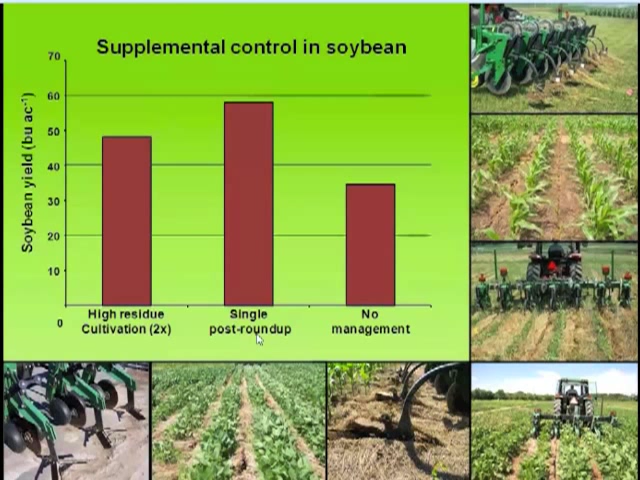 Supplemental control in soybean
Soybean yield (bu ac⁻¹)
70
60
50
40
30
20
10
0
High residue
Cultivation (2x)
Single
post-roundup
No
management